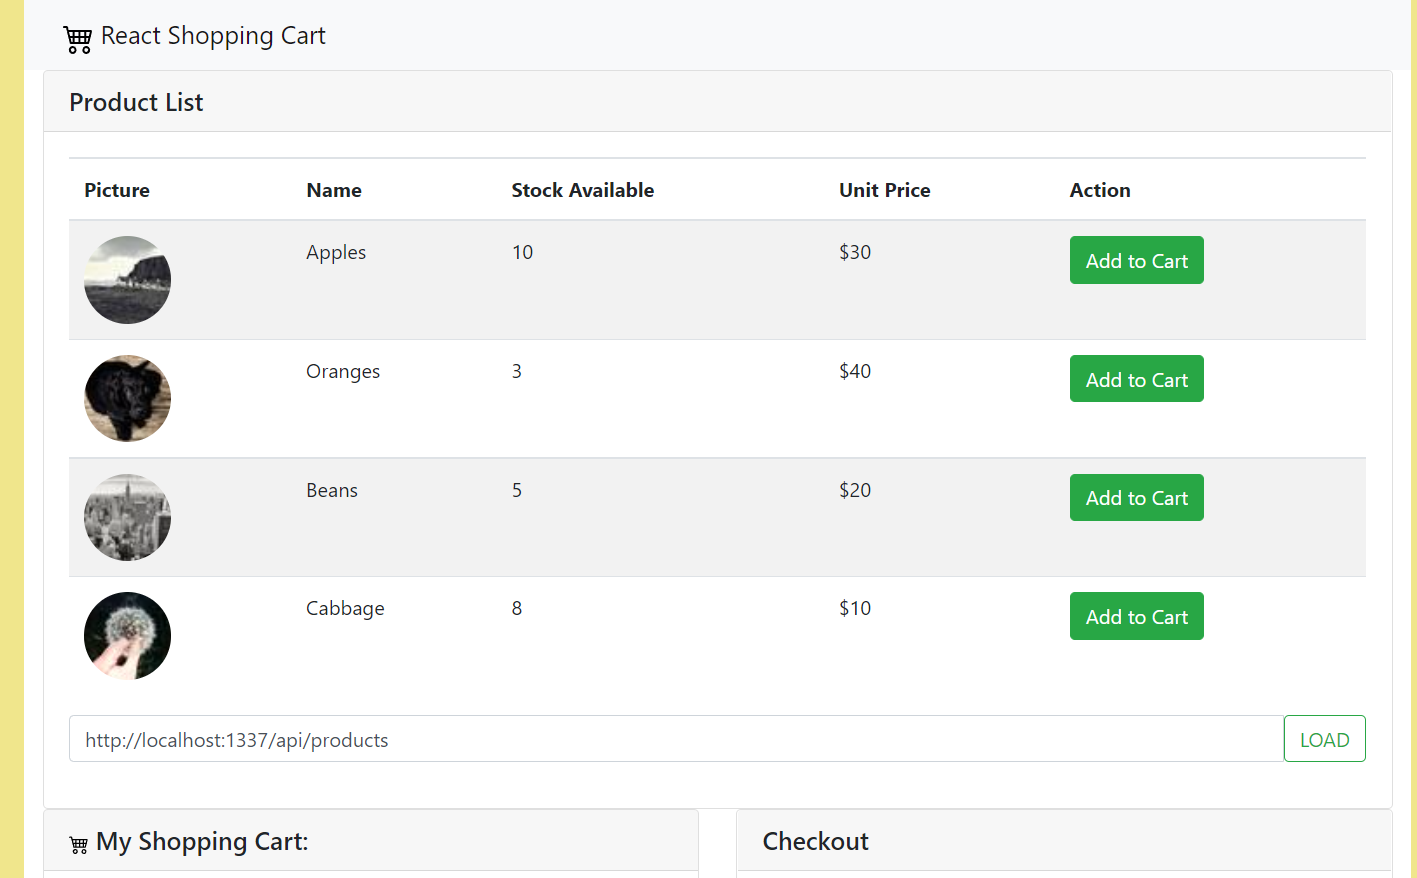 React Shopping Cart
Product List
Picture Name Stock Available Unit Price Action
Apples 10 $30 Add to Cart
Oranges 3 $40 Add to Cart
Beans 5 $20 Add to Cart
Cabbage 8 $10 Add to Cart
http://localhost:1337/api/products LOAD
My Shopping Cart: Checkout